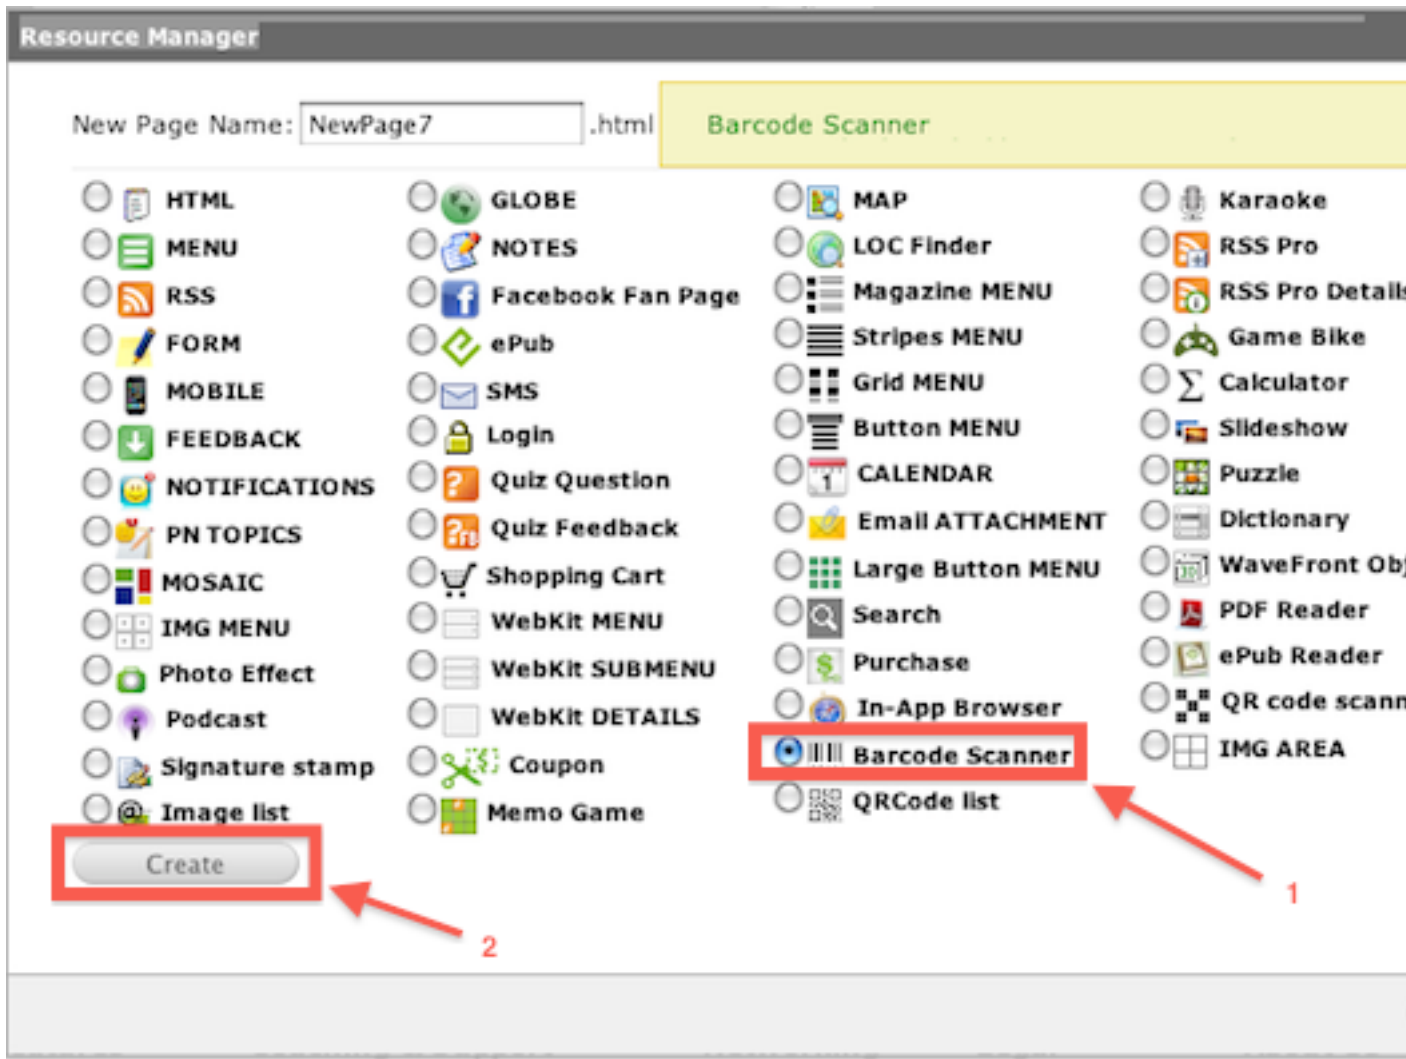 Resource Manager
New Page Name: NewPage7 .html Barcode Scanner
HTML
MENU
RSS
FORM
MOBILE
FEEDBACK
NOTIFICATIONS
PN TOPICS
MOSAIC
IMG MENU
Photo Effect
Podcast
Signature stamp
Image list
GLOBE
NOTES
Facebook Fan Page
ePub
SMS
Login
Quiz Question
Quiz Feedback
Shopping Cart
WebKit MENU
WebKit SUBMENU
WebKit DETAILS
Coupon
Memo Game
MAP
LOC Finder
Magazine MENU
Stripes MENU
Grid MENU
Button MENU
CALENDAR
Email ATTACHMENT
Large Button MENU
Search
Purchase
In-App Browser
Barcode Scanner
QRCode list
Karaoke
RSS Pro
RSS Pro Details
Game Bike
Calculator
Slideshow
Puzzle
Dictionary
WaveFront Obj
PDF Reader
ePub Reader
QR code scann
IMG AREA
Create
1
2